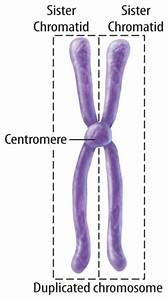 Sister Sister
Chromatid Chromatid
Centromere
Duplicated chromosome